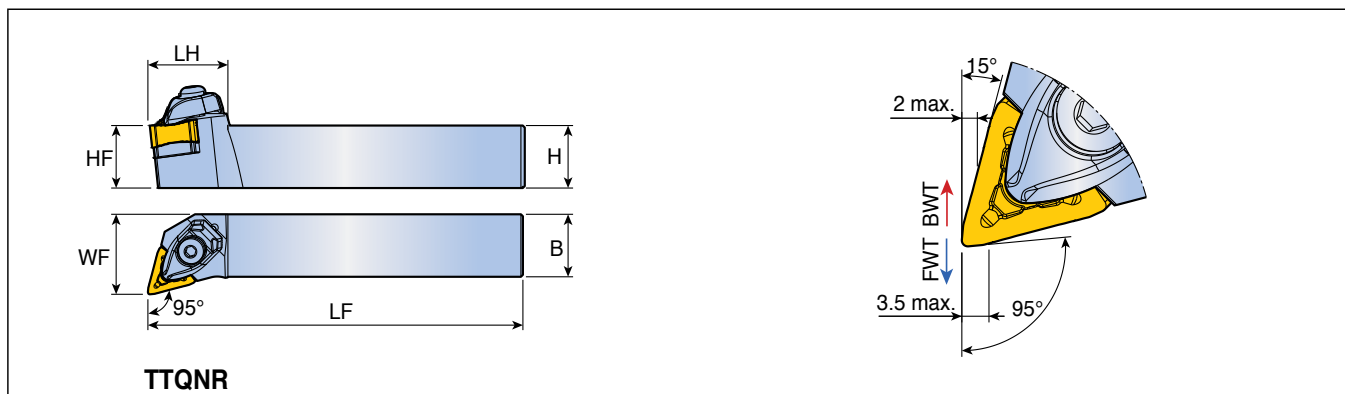 LH
HF
H
WF
B
95°
LF
TTQNR
15°
2 max.
BWT
FWT
3.5 max.
95°